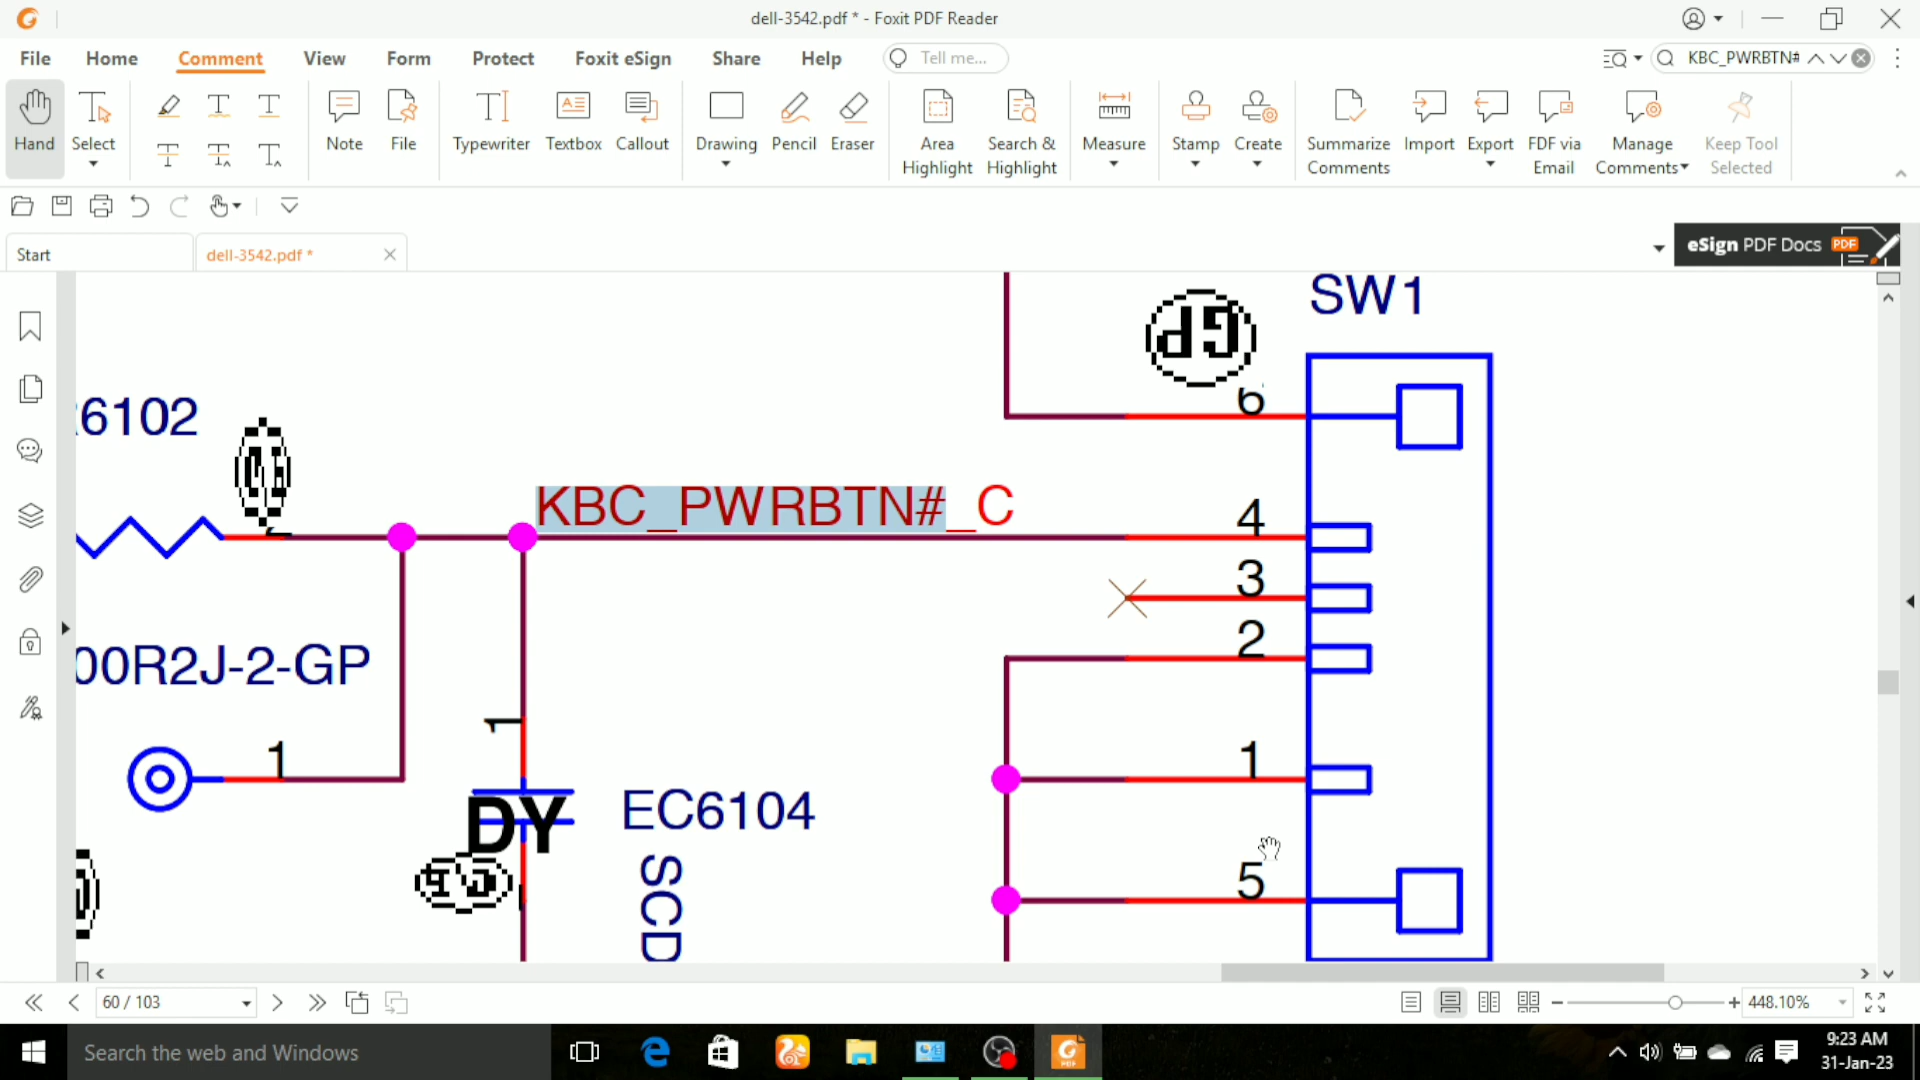 dell-3542.pdf * - Foxit PDF Reader
File Home Comment View Form Protect Foxit eSign Share Help Tell me... KBC_PWRBTN#
Hand Select Note File Typewriter Textbox Callout Drawing Pencil Eraser Area Highlight Search & Highlight Measure Stamp Create Summarize Comments Import Export FDF via Email Manage Comments Keep Tool Selected
Start dell-3542.pdf * eSign PDF Docs PDF
SW1
6
6102
KBC_PWRBTN#_C
4
3
2
00R2J-2-GP
1
1
1
DY
EC6104
SCD
5
60 / 103 448.10%
Search the web and Windows
9:23 AM
31-Jan-23